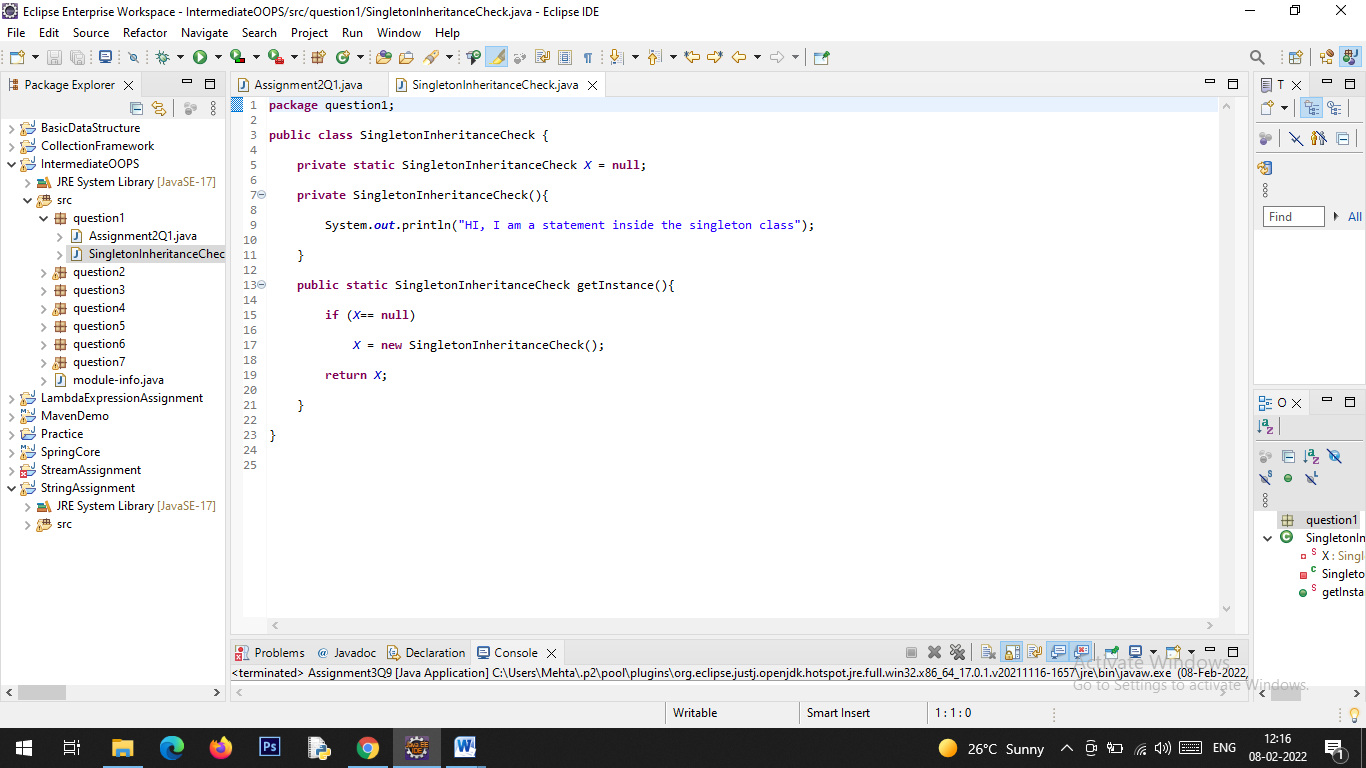 Eclipse Enterprise Workspace - IntermediateOOPS/src/question1/SingletonInheritanceCheck.java - Eclipse IDE
File Edit Source Refactor Navigate Search Project Run Window Help
Package Explorer
BasicDataStructure
CollectionFramework
IntermediateOOPS
JRE System Library [JavaSE-17]
src
question1
Assignment2Q1.java
SingletonInheritanceChec
question2
question3
question4
question5
question6
question7
module-info.java
LambdaExpressionAssignment
MavenDemo
Practice
SpringCore
StreamAssignment
StringAssignment
JRE System Library [JavaSE-17]
src
Assignment2Q1.java SingletonInheritanceCheck.java
1 package question1;
2
3 public class SingletonInheritanceCheck {
4
5 private static SingletonInheritanceCheck X = null;
6
7 private SingletonInheritanceCheck(){
8
9 System.out.println("HI, I am a statement inside the singleton class");
10
11 }
12
13 public static SingletonInheritanceCheck getInstance(){
14
15 if (X== null)
16
17 X = new SingletonInheritanceCheck();
18
19 return X;
20
21 }
22
23 }
24
25
T
Find All
O
question1
SingletonIn
X : Singl
Singleto
getInsta
Problems @ Javadoc Declaration Console
<terminated> Assignment3Q9 [Java Application] C:\Users\Mehta\.p2\pool\plugins\org.eclipse.justj.openjdk.hotspot.jre.full.win32.x86_64_17.0.1.v20211116-1657\jre\bin\javaw.exe (08-Feb-2022,
Activate Windows
Go to Settings to activate Windows.
Writable Smart Insert 1 : 1 : 0
Ps W 26°C Sunny ENG 12:16
08-02-2022
1